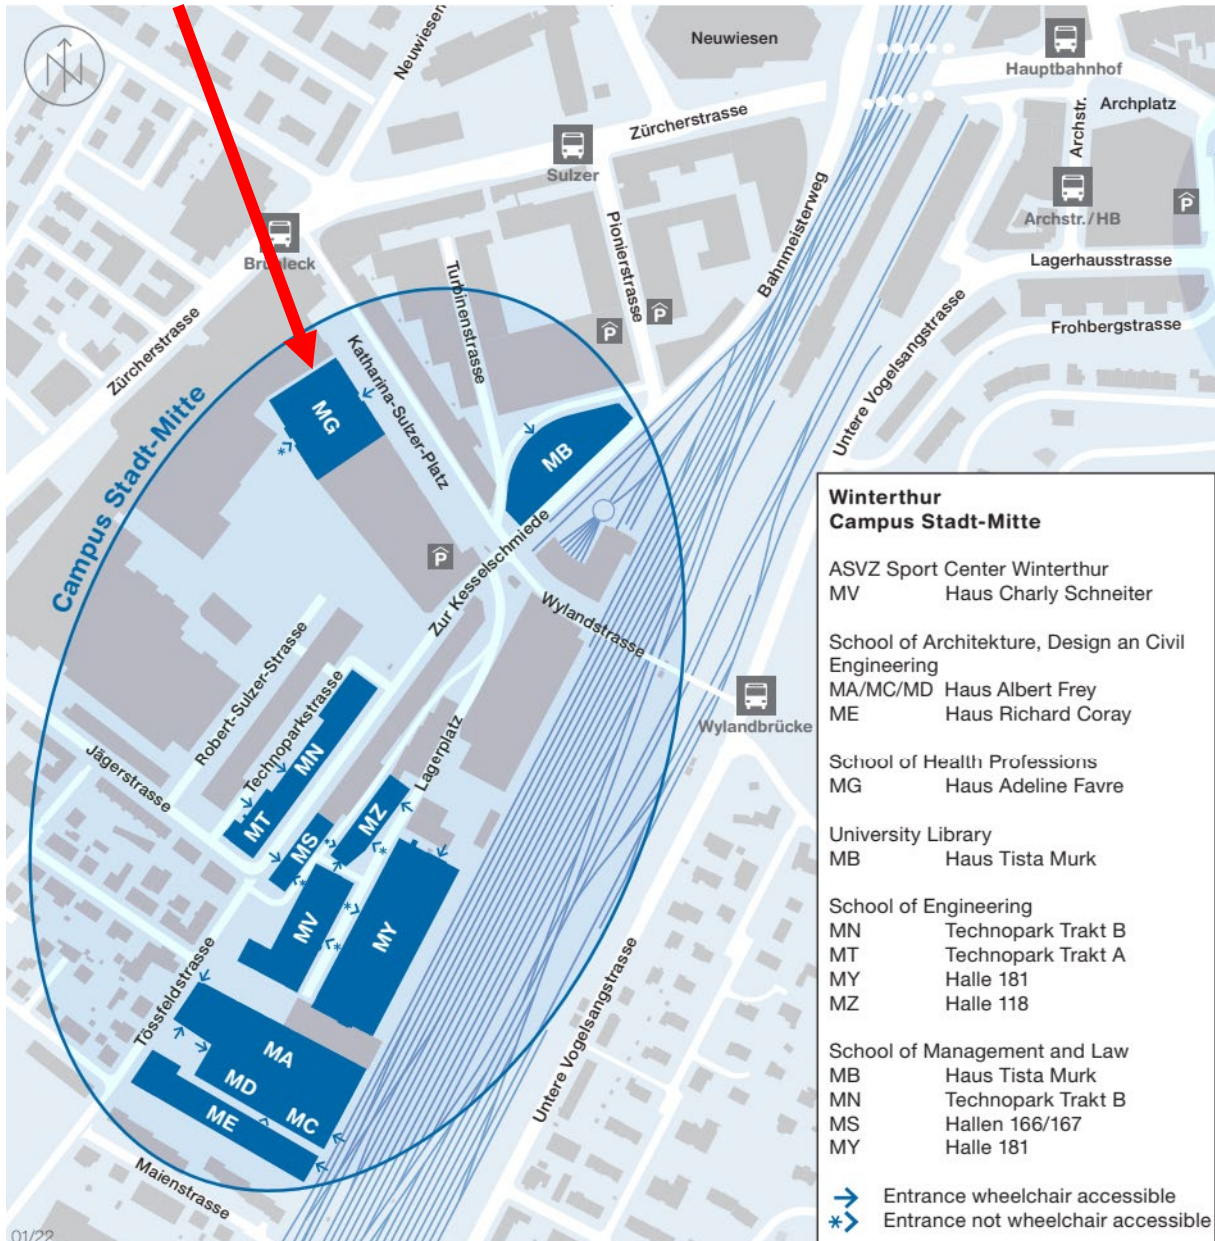 N
Neuwiesen
Neuwiesen
Hauptbahnhof
Archplatz
Archstr.
Zürcherstrasse
Sulzer
P
Archstr./HB
Brühleck
Pionierstrasse
Bahnmeisterweg
Lagerhausstrasse
Turbinenstrasse
P
P
Frohbergstrasse
Zürcherstrasse
Katharina-Sulzer-Platz
Untere Vogelsangstrasse
MG
Campus Stadt-Mitte
MB
P
Zur Kesselschmiede
Wylandstrasse
Robert-Sulzer-Strasse
Technoparkstrasse
Wylandbrücke
Jägerstrasse
MN
Lagerplatz
MT
MZ
MS
MV
MY
Tössfeldstrasse
MA
MD
MC
ME
Untere Vogelsangstrasse
Maienstrasse
01/22
Winterthur
Campus Stadt-Mitte
ASVZ Sport Center Winterthur
MV Haus Charly Schneiter
School of Architekture, Design an Civil
Engineering
MA/MC/MD Haus Albert Frey
ME Haus Richard Coray
School of Health Professions
MG Haus Adeline Favre
University Library
MB Haus Tista Murk
School of Engineering
MN Technopark Trakt B
MT Technopark Trakt A
MY Halle 181
MZ Halle 118
School of Management and Law
MB Haus Tista Murk
MN Technopark Trakt B
MS Hallen 166/167
MY Halle 181
→ Entrance wheelchair accessible
*> Entrance not wheelchair accessible